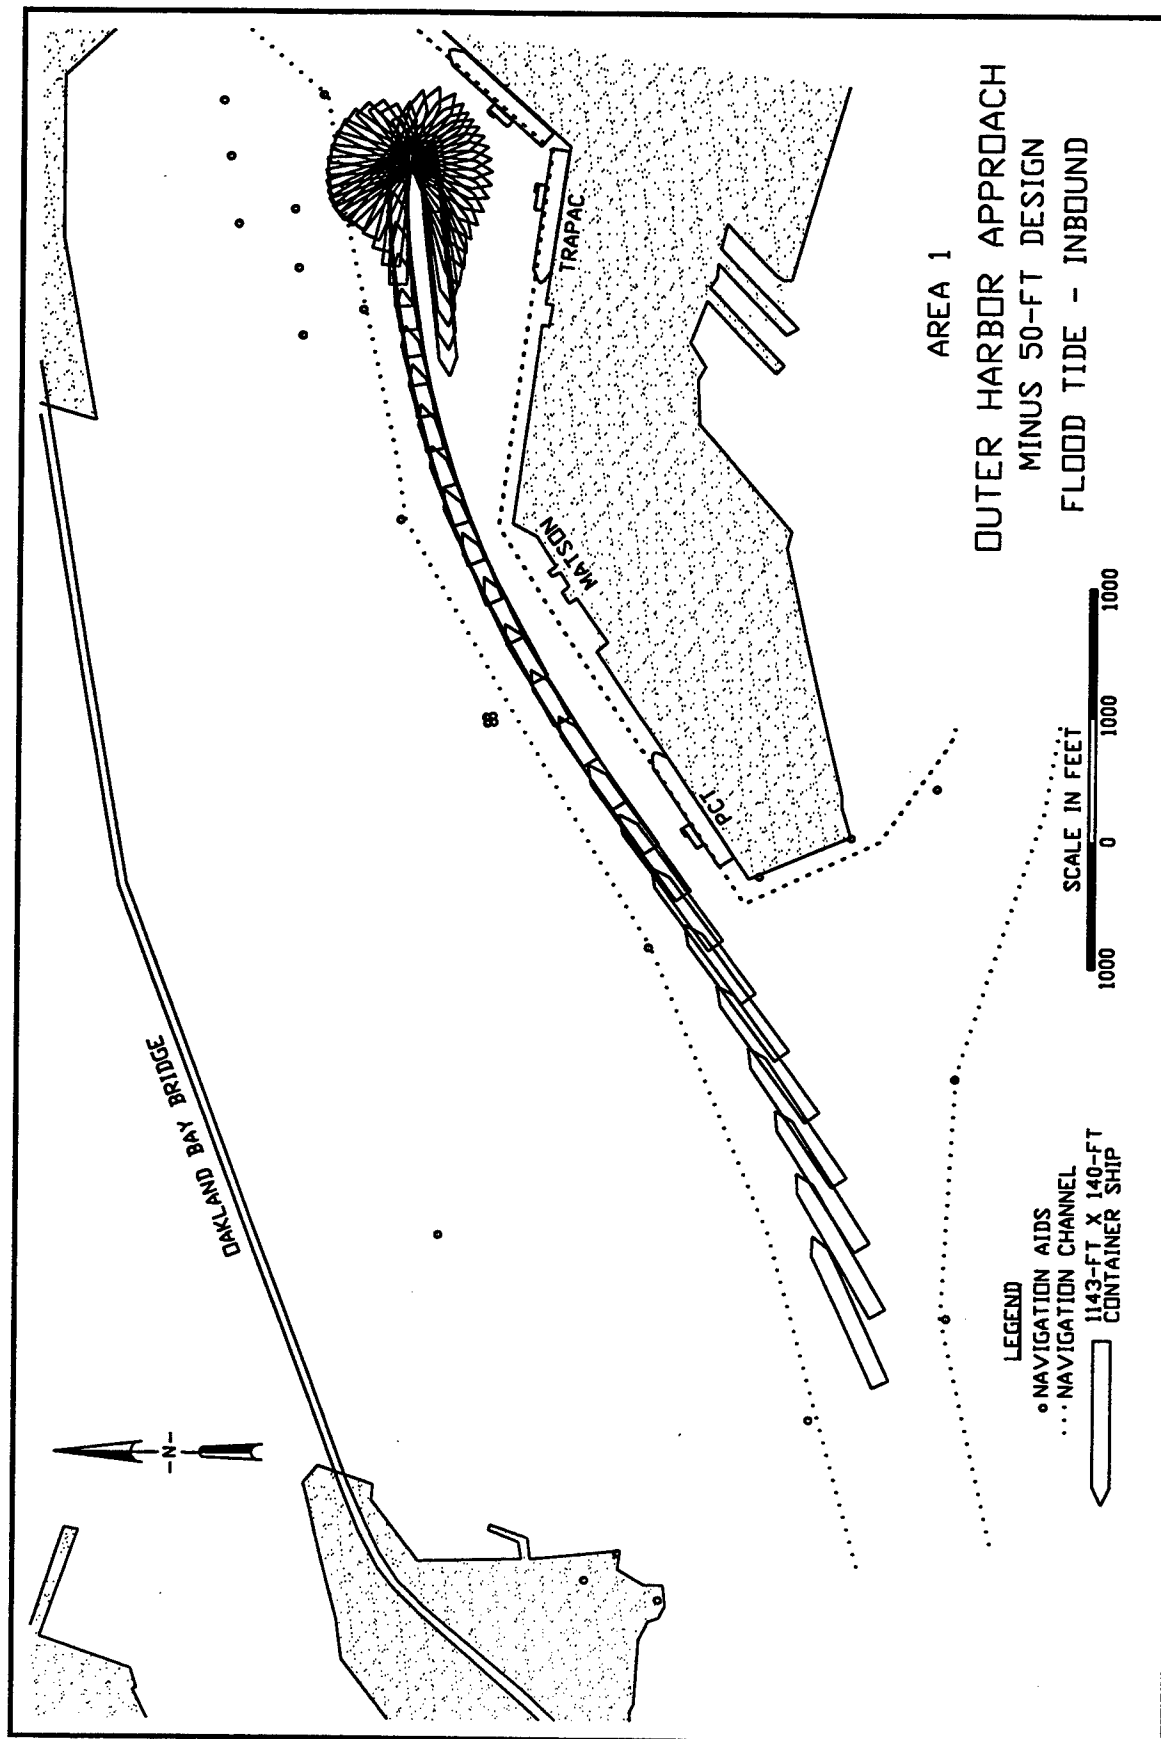 OAKLAND BAY BRIDGE
-N-
88
TRAPAC
MATSON
PCT
AREA 1
OUTER HARBOR APPROACH
MINUS 50-FT DESIGN
FLOOD TIDE - INBOUND
SCALE IN FEET
1000 0 1000 1000
LEGEND
NAVIGATION AIDS
NAVIGATION CHANNEL
1143-FT X 140-FT
CONTAINER SHIP